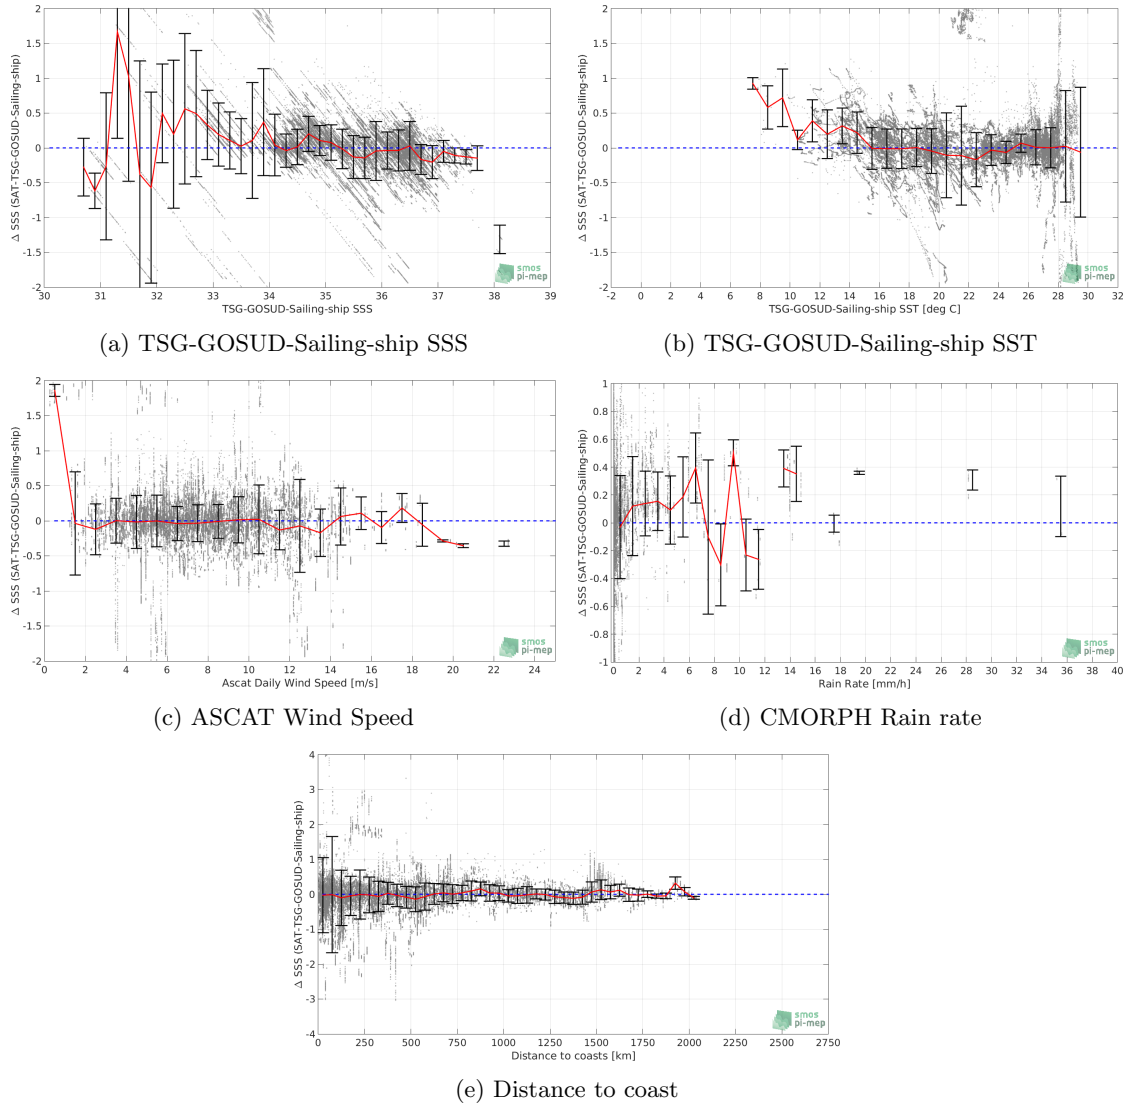 2
1.5
1
0.5
0
-0.5
-1
-1.5
-2
Δ SSS (SAT-TSG-GOSUD-Sailing-ship)
30 31 32 33 34 35 36 37 38 39
TSG-GOSUD-Sailing-ship SSS
smos
pi-mep
(a) TSG-GOSUD-Sailing-ship SSS
2
1.5
1
0.5
0
-0.5
-1
-1.5
-2
Δ SSS (SAT-TSG-GOSUD-Sailing-ship)
-2 0 2 4 6 8 10 12 14 16 18 20 22 24 26 28 30 32
TSG-GOSUD-Sailing-ship SST [deg C]
smos
pi-mep
(b) TSG-GOSUD-Sailing-ship SST
2
1.5
1
0.5
0
-0.5
-1
-1.5
-2
Δ SSS (SAT-TSG-GOSUD-Sailing-ship)
0 2 4 6 8 10 12 14 16 18 20 22 24
Ascat Daily Wind Speed [m/s]
smos
pi-mep
(c) ASCAT Wind Speed
1
0.8
0.6
0.4
0.2
0
-0.2
-0.4
-0.6
-0.8
-1
Δ SSS (SAT-TSG-GOSUD-Sailing-ship)
0 2 4 6 8 10 12 14 16 18 20 22 24 26 28 30 32 34 36 38 40
Rain Rate [mm/h]
smos
pi-mep
(d) CMORPH Rain rate
4
3
2
1
0
-1
-2
-3
-4
Δ SSS (SAT-TSG-GOSUD-Sailing-ship)
0 250 500 750 1000 1250 1500 1750 2000 2250 2500 2750
Distance to coasts [km]
smos
pi-mep
(e) Distance to coast